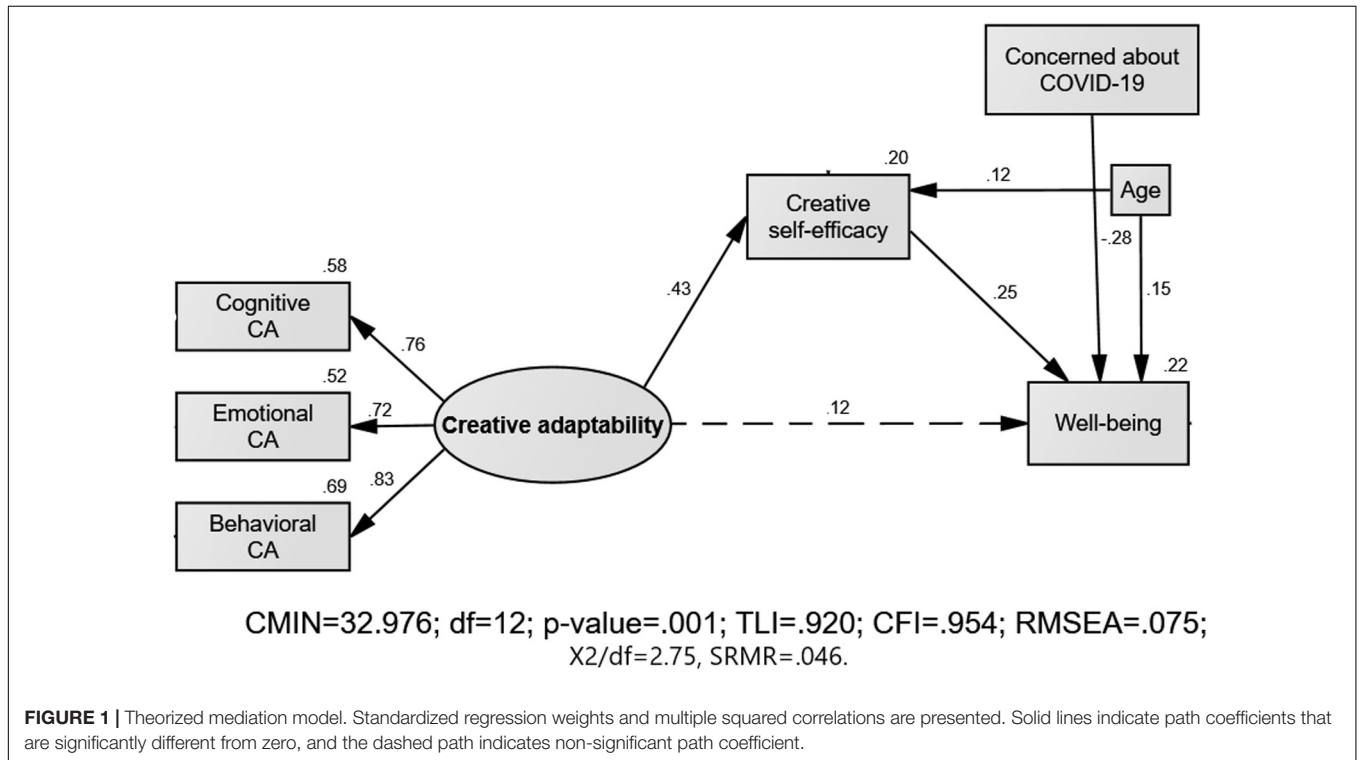 Concerned about
COVID-19
.20
.12
Age
Creative
self-efficacy
-.28
.58
.43
.25
.15
Cognitive
CA
.76
.52
.22
Emotional
CA
.72
Creative adaptability
.12
Well-being
.69
.83
Behavioral
CA
CMIN=32.976; df=12; p-value=.001; TLI=.920; CFI=.954; RMSEA=.075;
X2/df=2.75, SRMR=.046.
FIGURE 1 | Theorized mediation model. Standardized regression weights and multiple squared correlations are presented. Solid lines indicate path coefficients that
are significantly different from zero, and the dashed path indicates non-significant path coefficient.